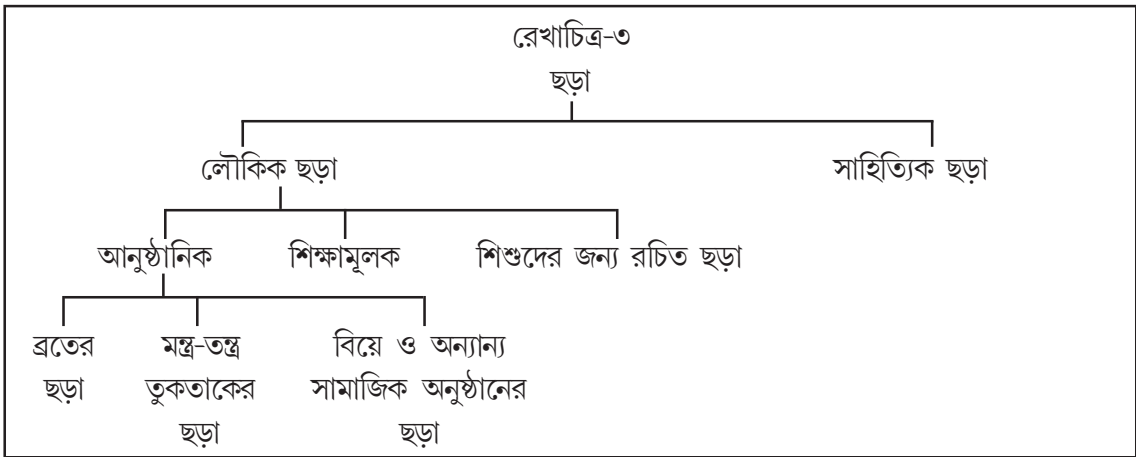 রেখাচিত্র-৩
ছড়া
লৌকিক ছড়া সাহিত্যিক ছড়া
আনুষ্ঠানিক শিক্ষামূলক শিশুদের জন্য রচিত ছড়া
ব্রতের মন্ত্র-তন্ত্র বিয়ে ও অন্যান্য
ছড়া তুকতাকের সামাজিক অনুষ্ঠানের
ছড়া ছড়া